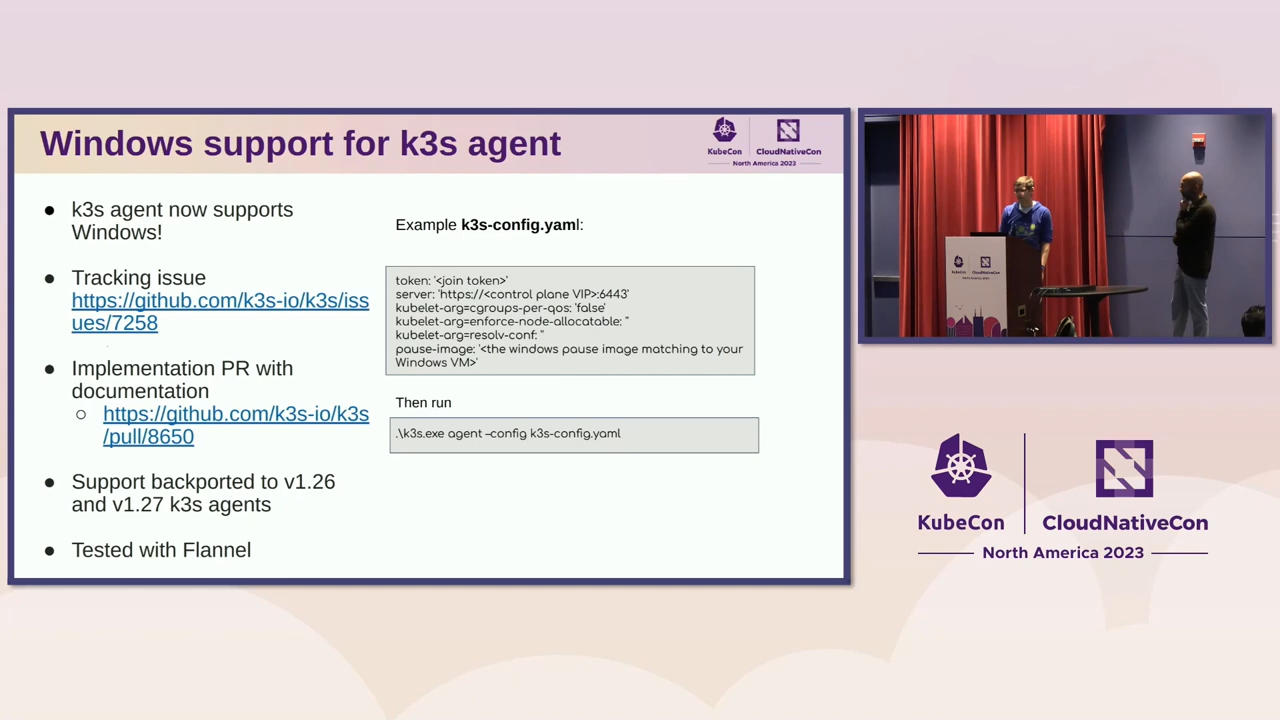 Windows support for k3s agent
KubeCon
CloudNativeCon
North America 2023
● k3s agent now supports
Windows!
● Tracking issue
https://github.com/k3s-io/k3s/iss
ues/7258
● Implementation PR with
documentation
○ https://github.com/k3s-io/k3s
/pull/8650
● Support backported to v1.26
and v1.27 k3s agents
● Tested with Flannel
Example k3s-config.yaml:
token: '<join token>'
server: 'https://<control plane VIP>:6443'
kubelet-arg=cgroups-per-qos: 'false'
kubelet-arg=enforce-node-allocatable: ''
kubelet-arg=resolv-conf: ''
pause-image: '<the windows pause image matching to your
Windows VM>'
Then run
.\k3s.exe agent –config k3s-config.yaml
KubeCon
CloudNativeCon
KubeCon
CloudNativeCon
North America 2023